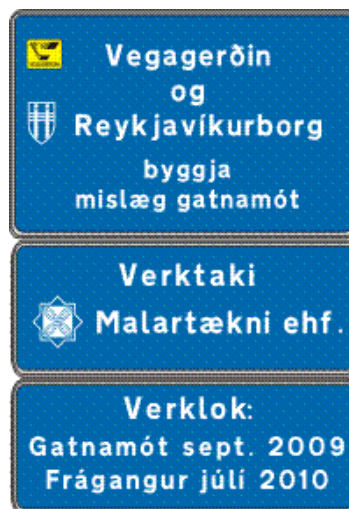 Vegagerðin
og
Reykjavíkurborg
byggja
mislæg gatnamót
Verktaki
Malartækni ehf.
Verklok:
Gatnamót sept. 2009
Frágangur júlí 2010